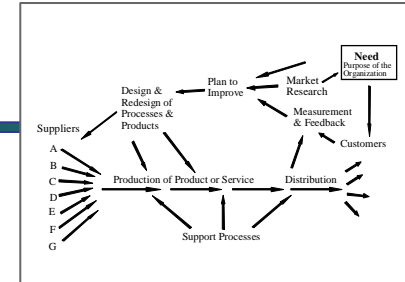 Need
Purpose of the
Organization
Plan to
Improve
Market
Research
Design &
Redesign of
Processes &
Products
Measurement
& Feedback
Suppliers
Customers
A
B
C
D
E
F
G
Production of Product or Service
Distribution
Support Processes